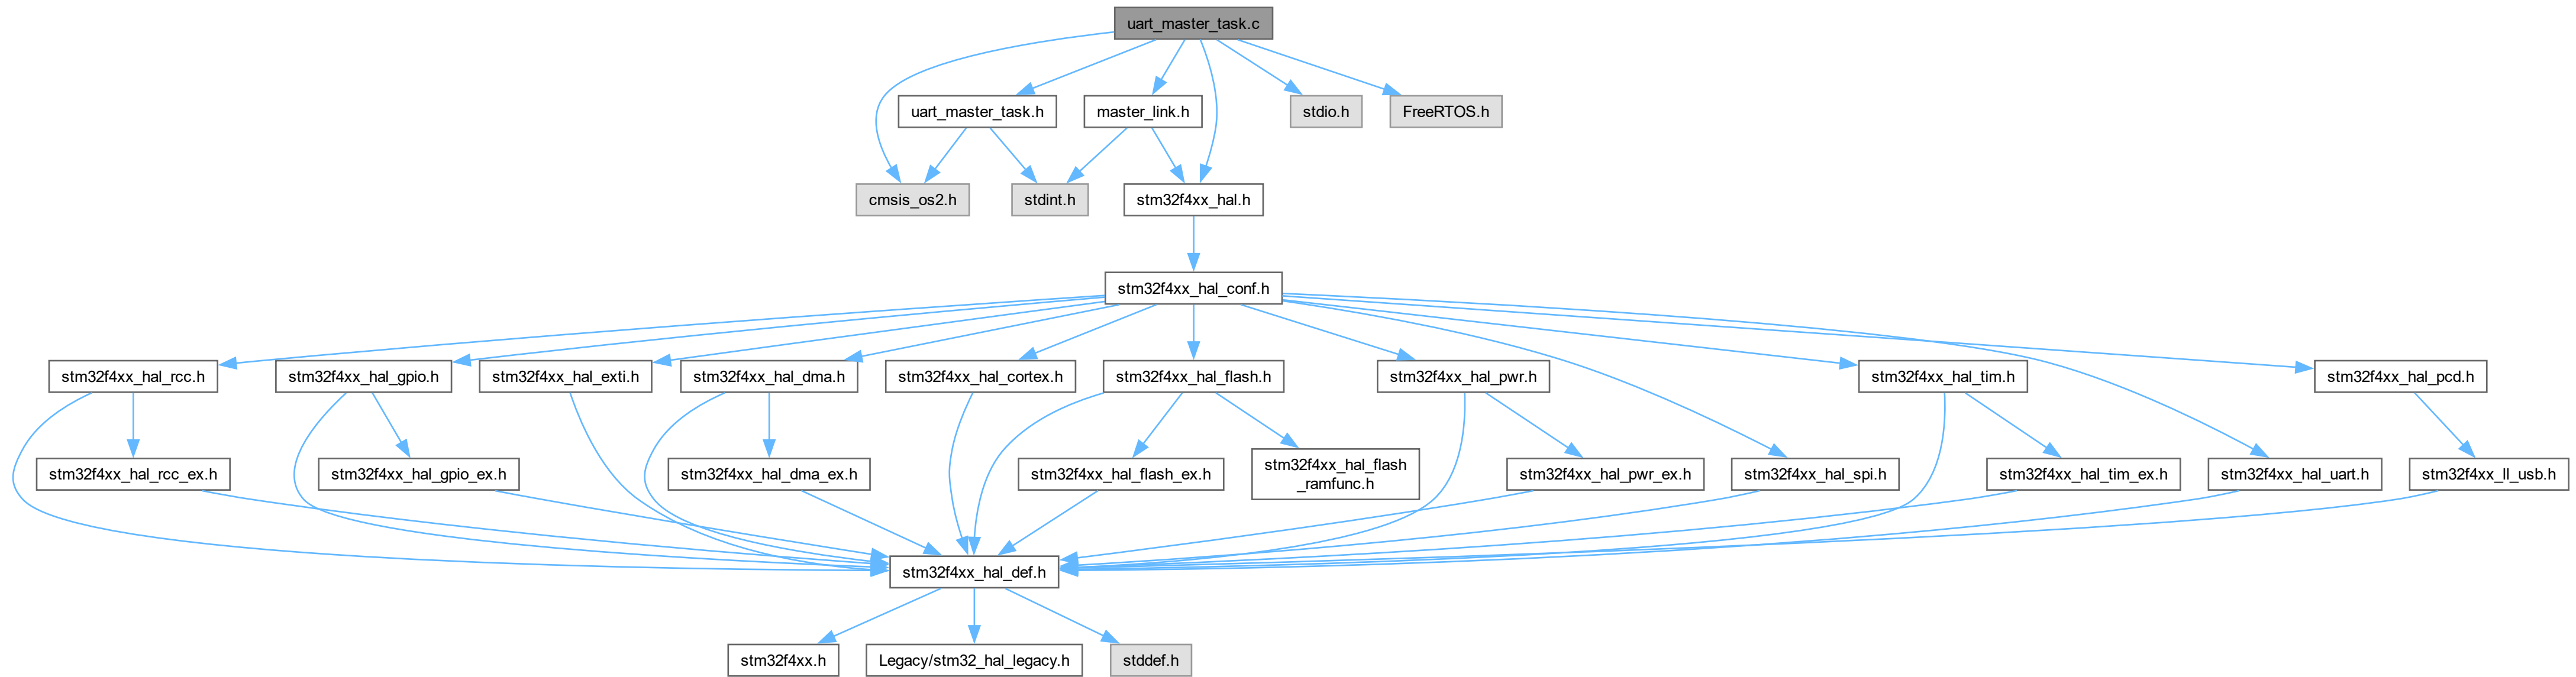 uart_master_task.c
uart_master_task.h
master_link.h
stdio.h
FreeRTOS.h
cmsis_os2.h
stdint.h
stm32f4xx_hal.h
stm32f4xx_hal_conf.h
stm32f4xx_hal_rcc.h
stm32f4xx_hal_gpio.h
stm32f4xx_hal_exti.h
stm32f4xx_hal_dma.h
stm32f4xx_hal_cortex.h
stm32f4xx_hal_flash.h
stm32f4xx_hal_pwr.h
stm32f4xx_hal_tim.h
stm32f4xx_hal_pcd.h
stm32f4xx_hal_rcc_ex.h
stm32f4xx_hal_gpio_ex.h
stm32f4xx_hal_dma_ex.h
stm32f4xx_hal_flash_ex.h
stm32f4xx_hal_flash
_ramfunc.h
stm32f4xx_hal_pwr_ex.h
stm32f4xx_hal_spi.h
stm32f4xx_hal_tim_ex.h
stm32f4xx_hal_uart.h
stm32f4xx_ll_usb.h
stm32f4xx_hal_def.h
stm32f4xx.h
Legacy/stm32_hal_legacy.h
stddef.h